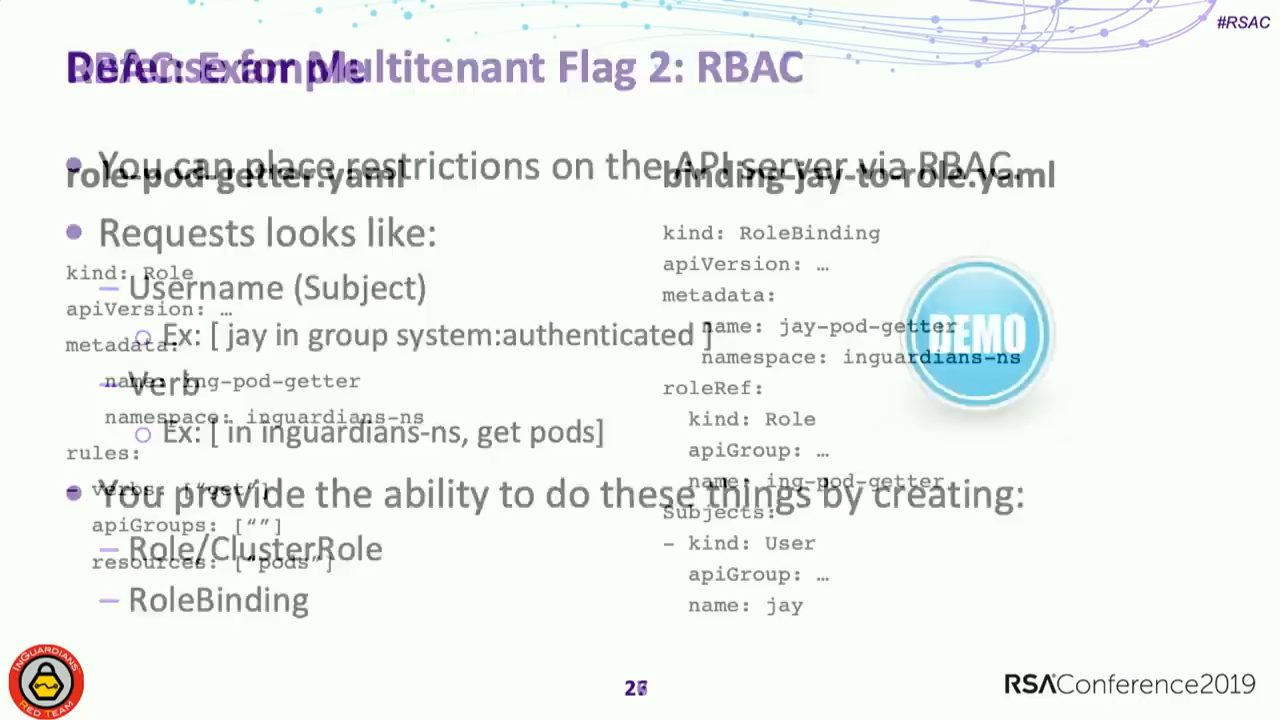 #RSAC
Defense for Multitenant Flag 2: RBAC
RBAC: Example
You can place restrictions on the API server via RBAC.
Requests looks like:
– Username (Subject)
Ex: [ jay in group system:authenticated ]
– Verb
Ex: [ in inguardians-ns, get pods]
You provide the ability to do these things by creating:
– Role/ClusterRole
– RoleBinding
role-pod-getter.yaml
kind: Role
apiVersion: …
metadata:
name: ing-pod-getter
namespace: inguardians-ns
rules:
- verbs: [“get”]
apiGroups: [“”]
resources: [“pods”]
binding-jay-to-role.yaml
kind: RoleBinding
apiVersion: …
metadata:
name: jay-pod-getter
namespace: inguardians-ns
roleRef:
kind: Role
apiGroup: …
name: ing-pod-getter
Subjects:
- kind: User
apiGroup: …
name: jay
DEMO
INGUARDIANS
RED TEAM
RSAConference2019